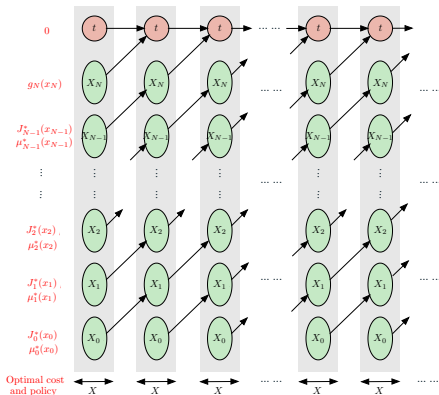 0 t t t ... ... t t
g_N(x_N) X_N X_N X_N ... ... X_N X_N ... ...
J^*_{N-1}(x_{N-1})
μ^*_{N-1}(x_{N-1}) X_{N-1} X_{N-1} X_{N-1} X_{N-1} X_{N-1}
⋮ ⋮ ⋮ ⋮ ... ... ⋮ ⋮ ... ...
⋮
J^*_2(x_2)
μ^*_2(x_2) X_2 X_2 X_2 ... ... X_2 X_2 ... ...
J^*_1(x_1)
μ^*_1(x_1) X_1 X_1 X_1 ... ... X_1 X_1 ... ...
J^*_0(x_0)
μ^*_0(x_0) X_0 X_0 X_0 X_0 X_0 ... ...
Optimal cost
and policy X X X ... ... X X ... ...